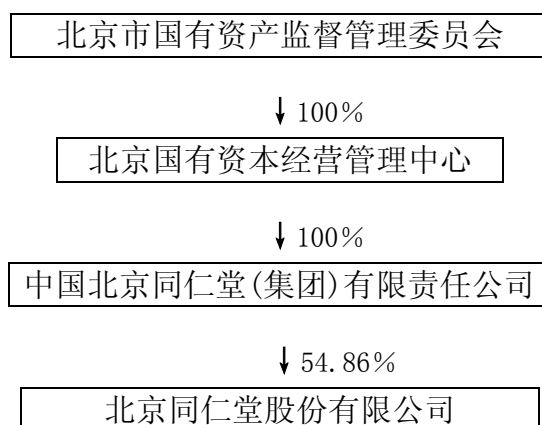 北京市国有资产监督管理委员会
↓ 100%
北京国有资本经营管理中心
↓ 100%
中国北京同仁堂(集团)有限责任公司
↓ 54.86%
北京同仁堂股份有限公司